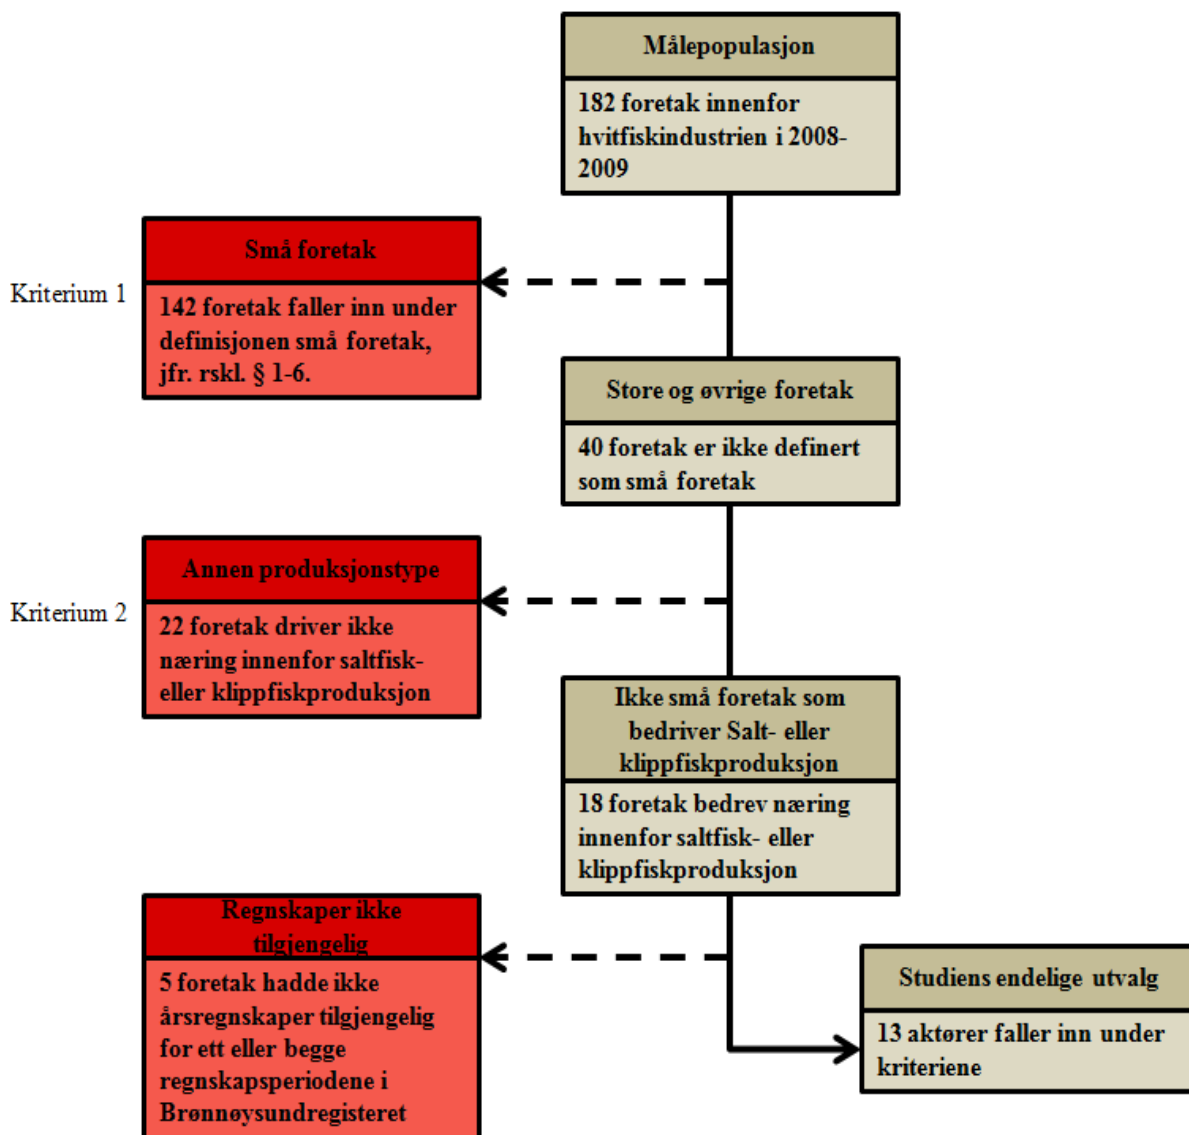 Målepopulasjon
182 foretak innenfor
hvitfiskindustrien i 2008-
2009
Kriterium 1
Små foretak
142 foretak faller inn under
definisjonen små foretak,
jfr. rskl. § 1-6.
Store og øvrige foretak
40 foretak er ikke definert
som små foretak
Kriterium 2
Annen produksjonstype
22 foretak driver ikke
næring innenfor saltfisk-
eller klippfiskproduksjon
Ikke små foretak som
bedriver Salt- eller
klippfiskproduksjon
18 foretak bedrev næring
innenfor saltfisk- eller
klippfiskproduksjon
Regnskaper ikke
tilgjengelig
5 foretak hadde ikke
årsregnskaper tilgjengelig
for ett eller begge
regnskapsperiodene i
Brønnøysundregisteret
Studiens endelige utvalg
13 aktører faller inn under
kriteriene